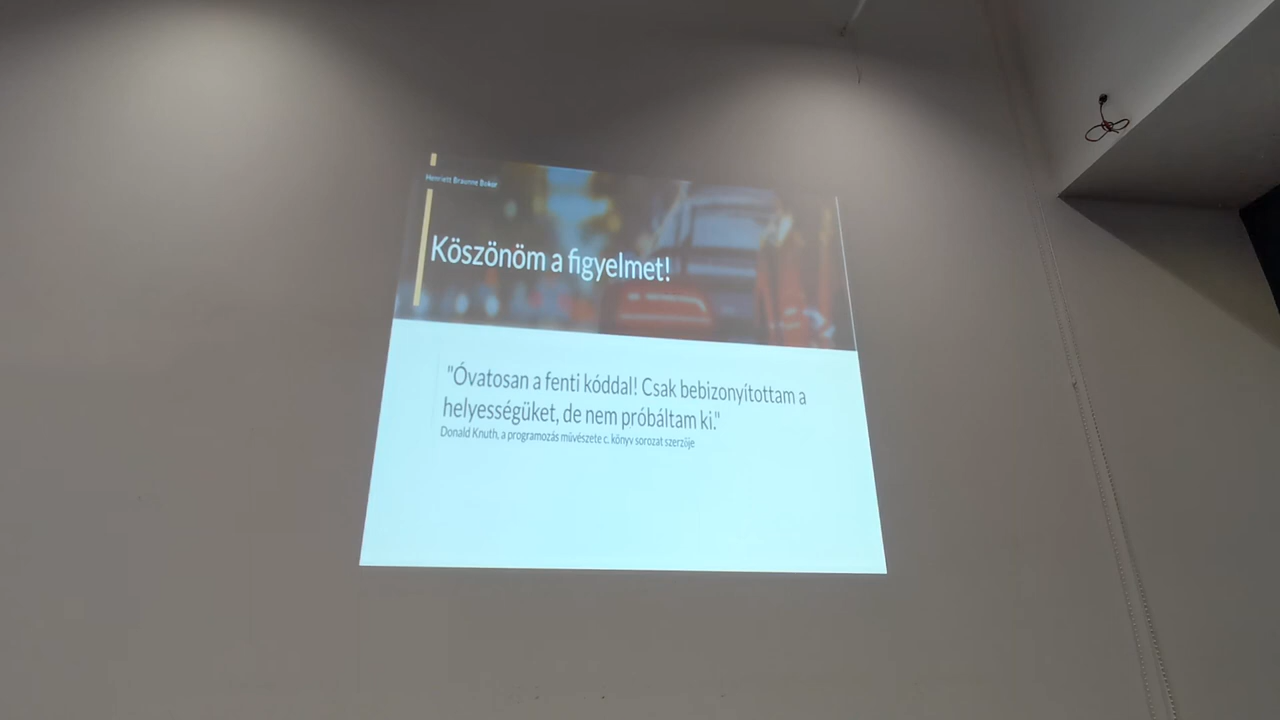 Henriett Braunne Bokor
Köszönöm a figyelmet!
"Óvatosan a fenti kóddal! Csak bebizonyítottam a
helyességüket, de nem próbáltam ki."
Donald Knuth, a programozás művészete c. könyv sorozat szerzője